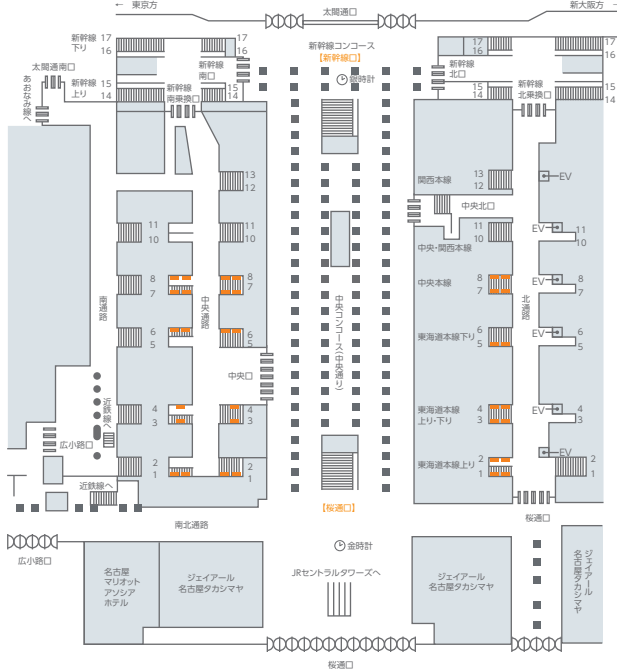 ← 東京方
太閤通口
新大阪方 →
新幹線 17
下り 16
17
16
新幹線コンコース
【新幹線口】
17
16
17
16
太閤通南口
新幹線
南口
銀時計
新幹線
北口
あおなみ線へ
新幹線 15
上り 14
新幹線
南乗換口
15
14
15
14
新幹線
北乗換口
15
14
13
12
関西本線
13
12
EV
中央北口
11
10
11
10
中央・関西本線
11
10
EV
11
10
南通路
中央通路
8
7
8
7
中央コンコース(中央通り)
中央本線
8
7
北通路
EV
8
7
6
5
6
5
東海道本線下り
6
5
EV
6
5
中央口
近鉄線へ
4
3
4
3
東海道本線
上り・下り
4
3
EV
4
3
広小路口
2
1
2
1
東海道本線上り
2
1
EV
2
1
近鉄線へ
【桜通口】
桜通口
南北通路
広小路口
金時計
名古屋
マリオット
アソシア
ホテル
ジェイアール
名古屋タカシマヤ
JRセントラルタワーズへ
ジェイアール
名古屋タカシマヤ
ジェイアール
名古屋タカシマヤ
桜通口